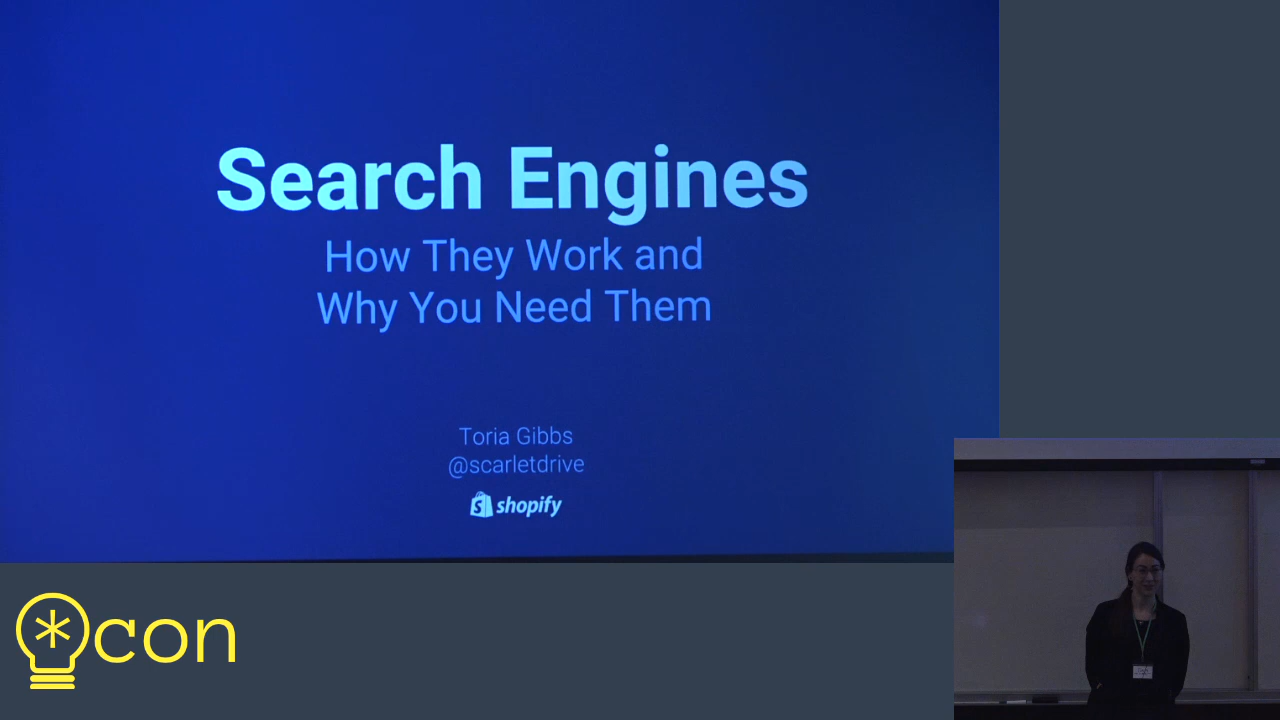 Search Engines
How They Work and
Why You Need Them
Toria Gibbs
@scarletdrive
shopify
*con